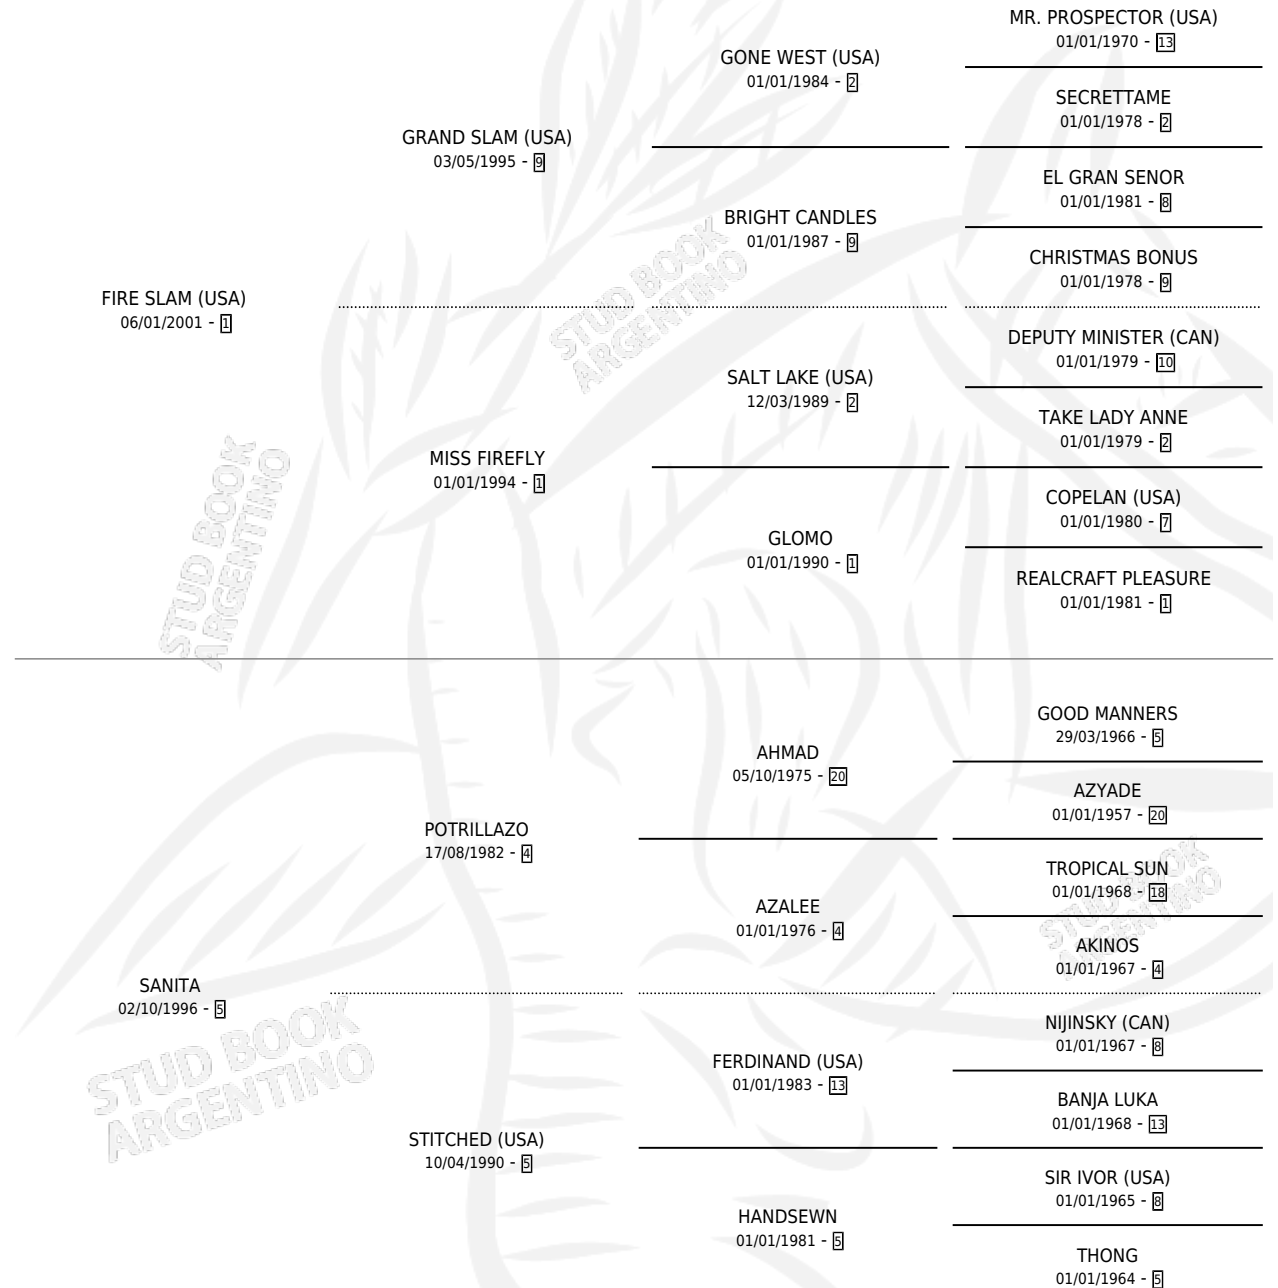 MR. PROSPECTOR (USA)
01/01/1970 - 13
GONE WEST (USA)
01/01/1984 - 2
SECRETTAME
01/01/1978 - 2
GRAND SLAM (USA)
03/05/1995 - 9
EL GRAN SENOR
01/01/1981 - 8
BRIGHT CANDLES
01/01/1987 - 9
CHRISTMAS BONUS
01/01/1978 - 9
FIRE SLAM (USA)
06/01/2001 - 1
DEPUTY MINISTER (CAN)
01/01/1979 - 10
SALT LAKE (USA)
12/03/1989 - 2
TAKE LADY ANNE
01/01/1979 - 2
MISS FIREFLY
01/01/1994 - 1
COPELAN (USA)
01/01/1980 - 7
GLOMO
01/01/1990 - 1
REALCRAFT PLEASURE
01/01/1981 - 1
GOOD MANNERS
29/03/1966 - 5
AHMAD
05/10/1975 - 20
AZYADE
01/01/1957 - 20
POTRILLAZO
17/08/1982 - 4
TROPICAL SUN
01/01/1968 - 18
AZALEE
01/01/1976 - 4
AKINOS
01/01/1967 - 4
SANITA
02/10/1996 - 5
NIJINSKY (CAN)
01/01/1967 - 8
FERDINAND (USA)
01/01/1983 - 13
BANJA LUKA
01/01/1968 - 13
STITCHED (USA)
10/04/1990 - 5
SIR IVOR (USA)
01/01/1965 - 8
HANDSEWN
01/01/1981 - 5
THONG
01/01/1964 - 5
STUD BOOK
ARGENTINO
STUD BOOK
ARGENTINO
STUD BOOK
ARGENTINO
STUD BOOK
ARGENTINO